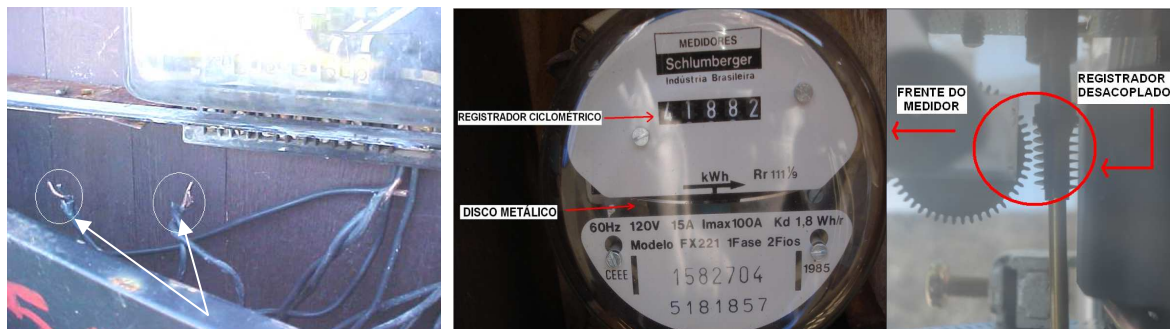 MEDIDORES
Schlumberger
Indústria Brasileira
41882
REGISTRADOR CICLOMÉTRICO
kWh
Rr 111 1/9
DISCO METÁLICO
60Hz 120V 15A Imax100A Kd 1,8 Wh/r
Modelo FX221 1Fase 2Fios
CEEE
1985
1582704
5181857
FRENTE DO
MEDIDOR
REGISTRADOR
DESACOPLADO